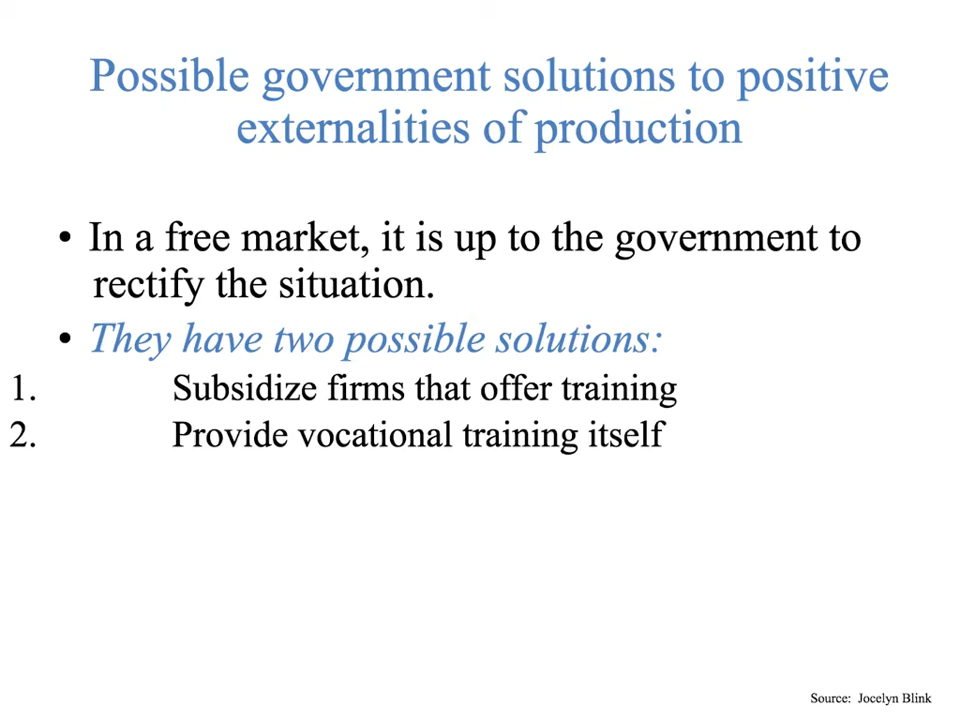 Possible government solutions to positive
externalities of production
• In a free market, it is up to the government to
rectify the situation.
• They have two possible solutions:
1. Subsidize firms that offer training
2. Provide vocational training itself
Source: Jocelyn Blink